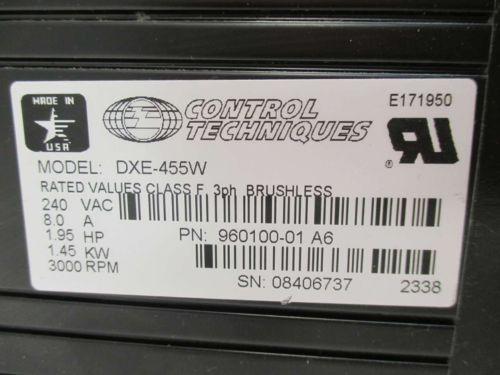 MADE IN
USA
CONTROL
TECHNIQUES
E171950
MODEL: DXE-455W
RATED VALUES CLASS F, 3ph BRUSHLESS
240 VAC
8.0 A
1.95 HP
PN: 960100-01 A6
1.45 KW
3000 RPM
SN: 08406737
2338